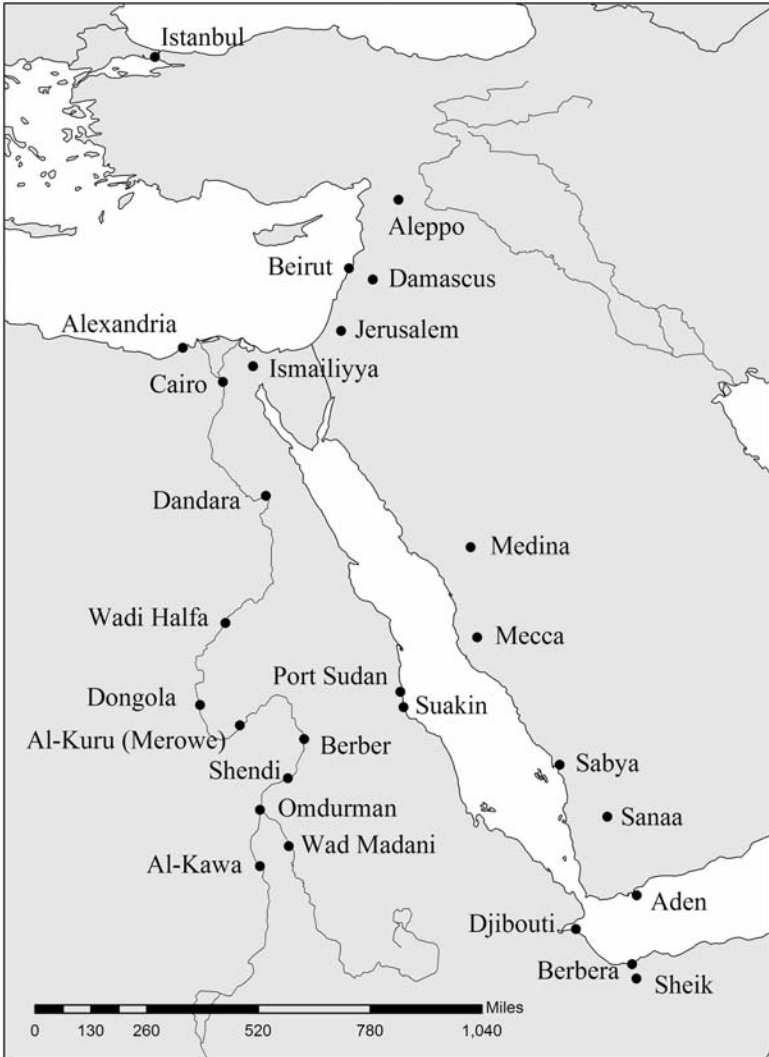 Istanbul
Aleppo
Beirut
Damascus
Alexandria
Jerusalem
Ismailiyya
Cairo
Dandara
Medina
Wadi Halfa
Mecca
Port Sudan
Dongola
Suakin
Al-Kuru (Merowe)
Berber
Shendi
Sabya
Omdurman
Sanaa
Wad Madani
Al-Kawa
Aden
Djibouti
Berbera
Sheik
Miles
0 130 260 520 780 1,040